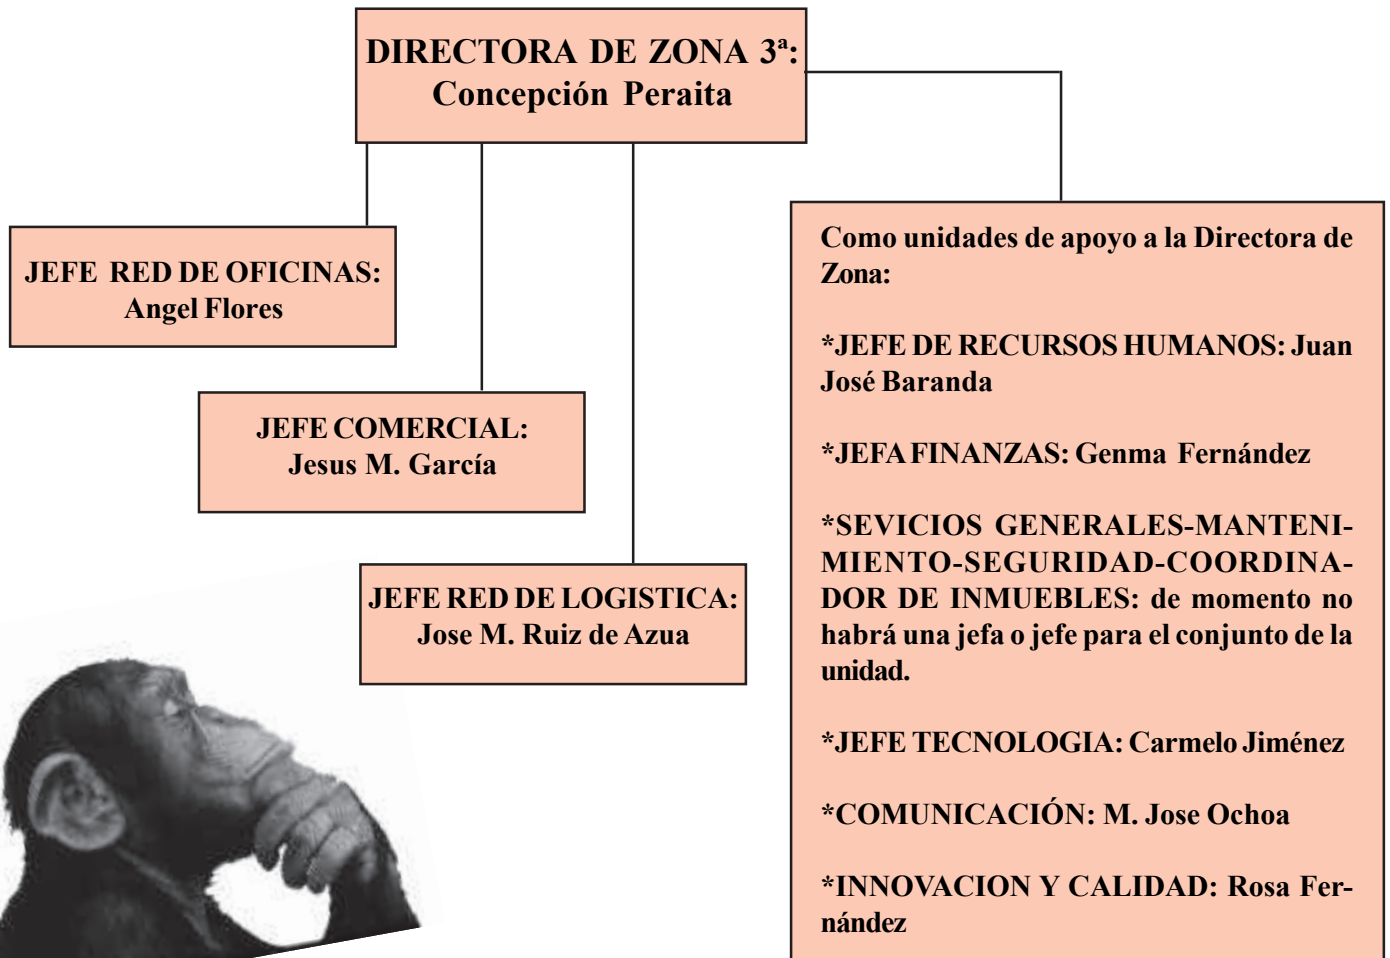 DIRECTORA DE ZONA 3ª:
Concepción Peraita
JEFE RED DE OFICINAS:
Angel Flores
JEFE COMERCIAL:
Jesus M. García
JEFE RED DE LOGISTICA:
Jose M. Ruiz de Azua
Como unidades de apoyo a la Directora de
Zona:
*JEFE DE RECURSOS HUMANOS: Juan
José Baranda
*JEFA FINANZAS: Genma Fernández
*SEVICIOS GENERALES-MANTENI-
MIENTO-SEGURIDAD-COORDINA-
DOR DE INMUEBLES: de momento no
habrá una jefa o jefe para el conjunto de la
unidad.
*JEFE TECNOLOGIA: Carmelo Jiménez
*COMUNICACIÓN: M. Jose Ochoa
*INNOVACION Y CALIDAD: Rosa Fer-
nández